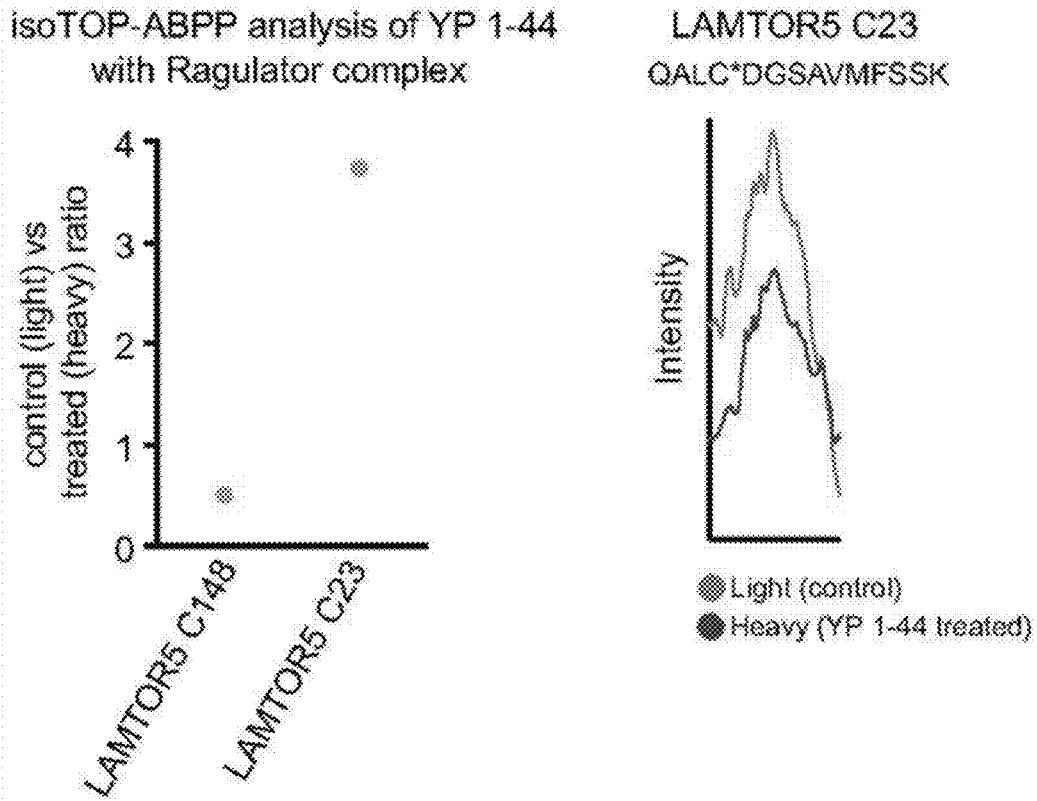 isoTOP-ABPP analysis of YP 1-44
with Ragulator complex
control (light) vs
treated (heavy) ratio
4
3
2
1
0
LAMTOR5 C148
LAMTOR5 C23
LAMTOR5 C23
QALC*DGSAVMFSSK
Intensity
Light (control)
Heavy (YP 1-44 treated)